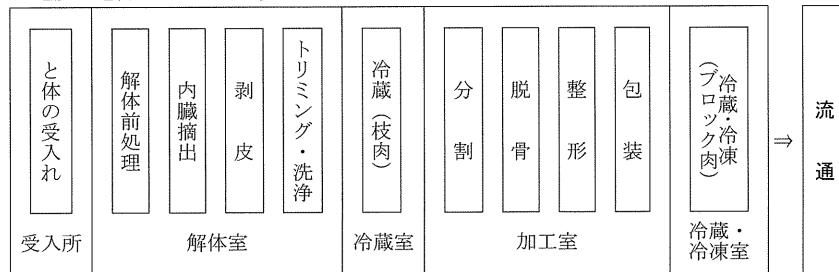 と体の受入れ
受入所
解体前処理
内臓摘出
剥皮
トリミング・洗浄
解体室
冷蔵（枝肉）
冷蔵室
分割
脱骨
整形
包装
加工室
冷蔵・冷凍
（ブロック肉）
冷蔵・
冷凍室
⇒
流通